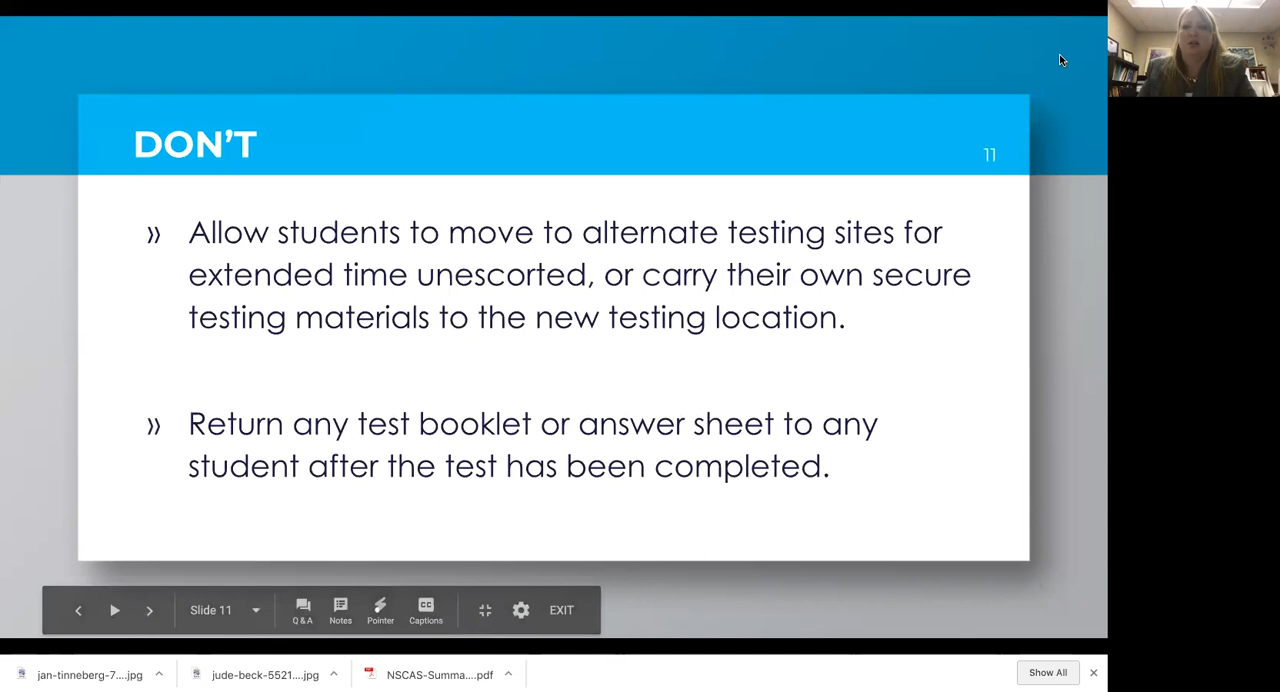 DON'T
11
» Allow students to move to alternate testing sites for
extended time unescorted, or carry their own secure
testing materials to the new testing location.
» Return any test booklet or answer sheet to any
student after the test has been completed.
Slide 11
Q & A
Notes
Pointer
CC
Captions
EXIT
jan-tinneberg-7....jpg
jude-beck-5521....jpg
NSCAS-Summa....pdf
Show All